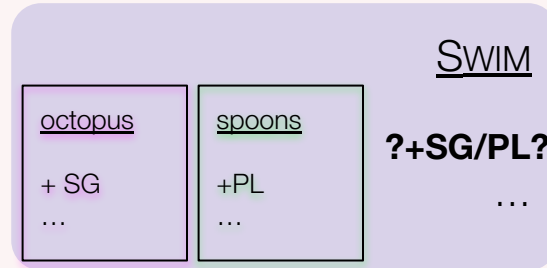 SWIM
octopus
+ SG
…
spoons
+PL
…
?+SG/PL?
…